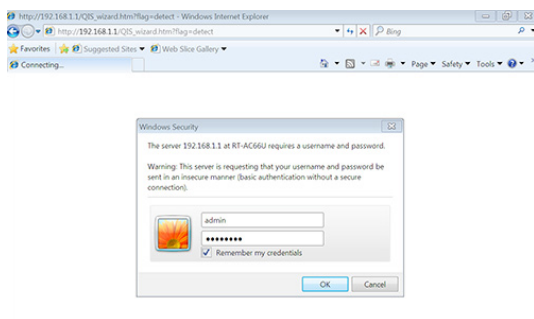 http://192.168.1.1/QIS_wizard.htm?flag=detect - Windows Internet Explorer
http://192.168.1.1/QIS_wizard.htm?flag=detect Bing
Favorites Suggested Sites Web Slice Gallery
Connecting... Page Safety Tools
Windows Security
The server 192.168.1.1 at RT-AC66U requires a username and password.
Warning: This server is requesting that your username and password be
sent in an insecure manner (basic authentication without a secure
connection).
admin
••••••••
Remember my credentials
OK Cancel